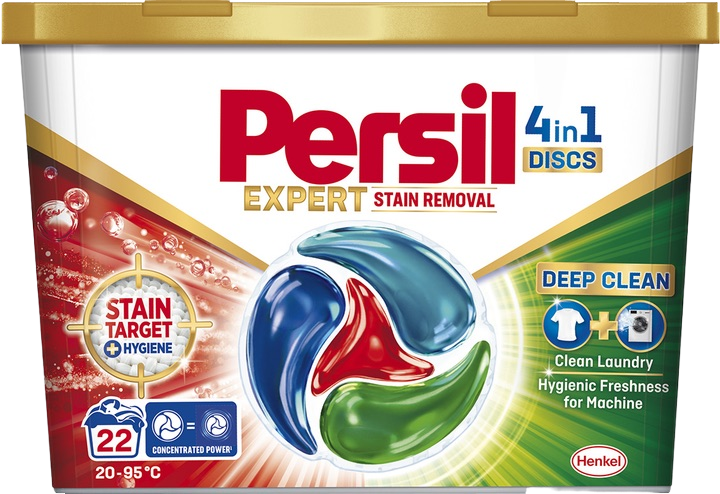 Persil
4in1
DISCS
EXPERT STAIN REMOVAL
STAIN
TARGET
+ HYGIENE
DEEP CLEAN
+
Clean Laundry
Hygienic Freshness
for Machine
22
=
CONCENTRATED POWER¹
20-95°C
Henkel